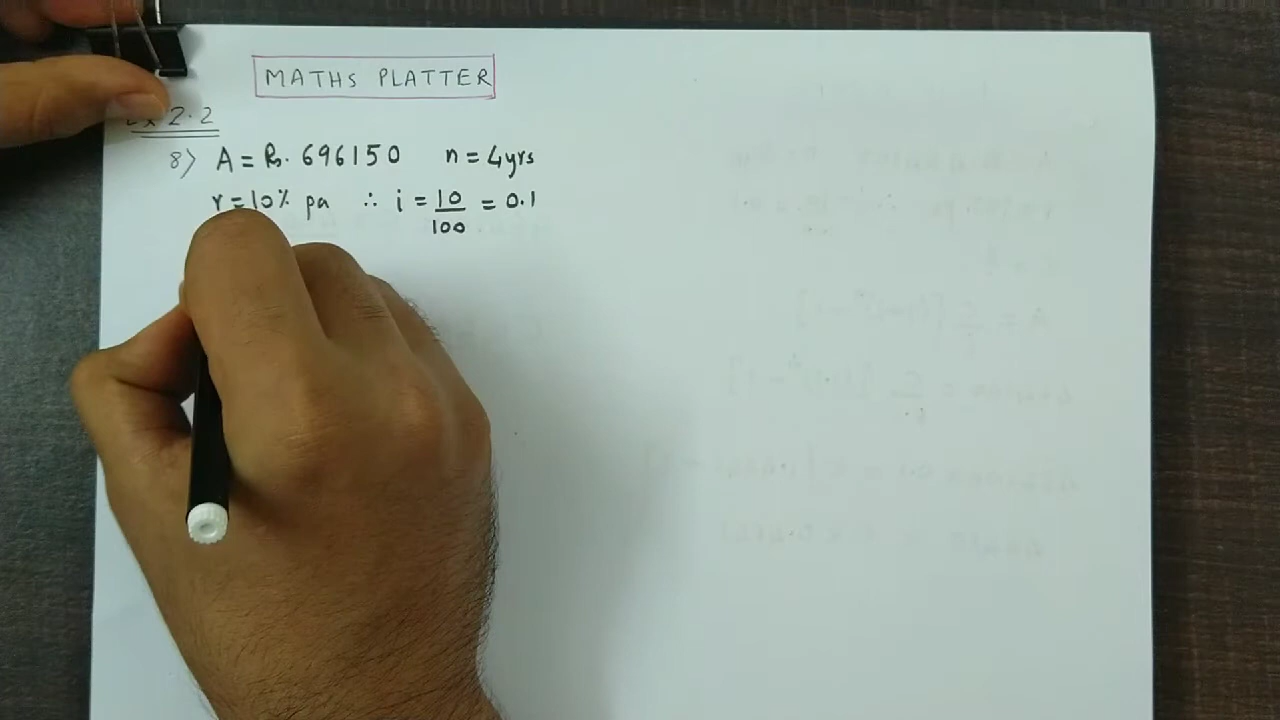 MATHS PLATTER
2.2
8) A = Rs. 696150 n = 4yrs
r = 10% pa ∴ i = 10/100 = 0.1